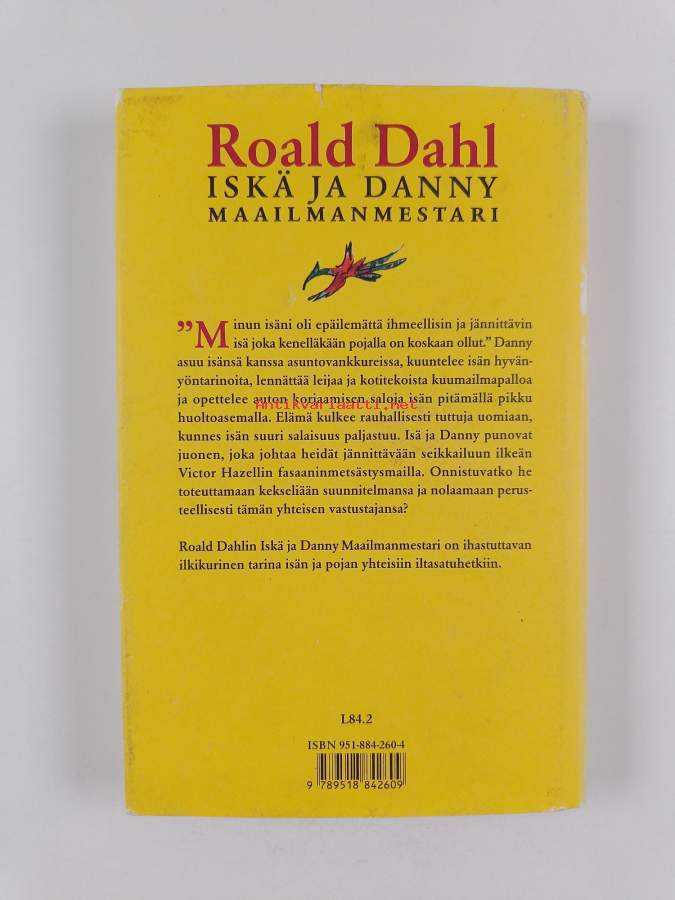 Roald Dahl
ISKÄ JA DANNY
MAAILMANMESTARI
”Minun isäni oli epäilemättä ihmeellisin ja jännittävin
isä joka kenelläkään pojalla on koskaan ollut.” Danny
asuu isänsä kanssa asuntovankkureissa, kuuntelee isän hyvän-
yöntarinoita, lennättää leijaa ja kotitekoista kuumailmapalloa
ja opettelee auton korjaamisen saloja isän pitämällä pikku
Antikvariaatti.net
huoltoasemalla. Elämä kulkee rauhallisesti tuttuja uomiaan,
kunnes isän suuri salaisuus paljastuu. Isä ja Danny punovat
juonen, joka johtaa heidät jännittävään seikkailuun ilkeän
Victor Hazellin fasaaninmetsästysmailla. Onnistuvatko he
toteuttamaan kekseliään suunnitelmansa ja nolaamaan perus-
teellisesti tämän yhteisen vastustajansa?
Roald Dahlin Iskä ja Danny Maailmanmestari on ihastuttavan
ilkikurinen tarina isän ja pojan yhteisiin iltasatuhetkiin.
L84.2
ISBN 951-884-260-4
9 789518 842609